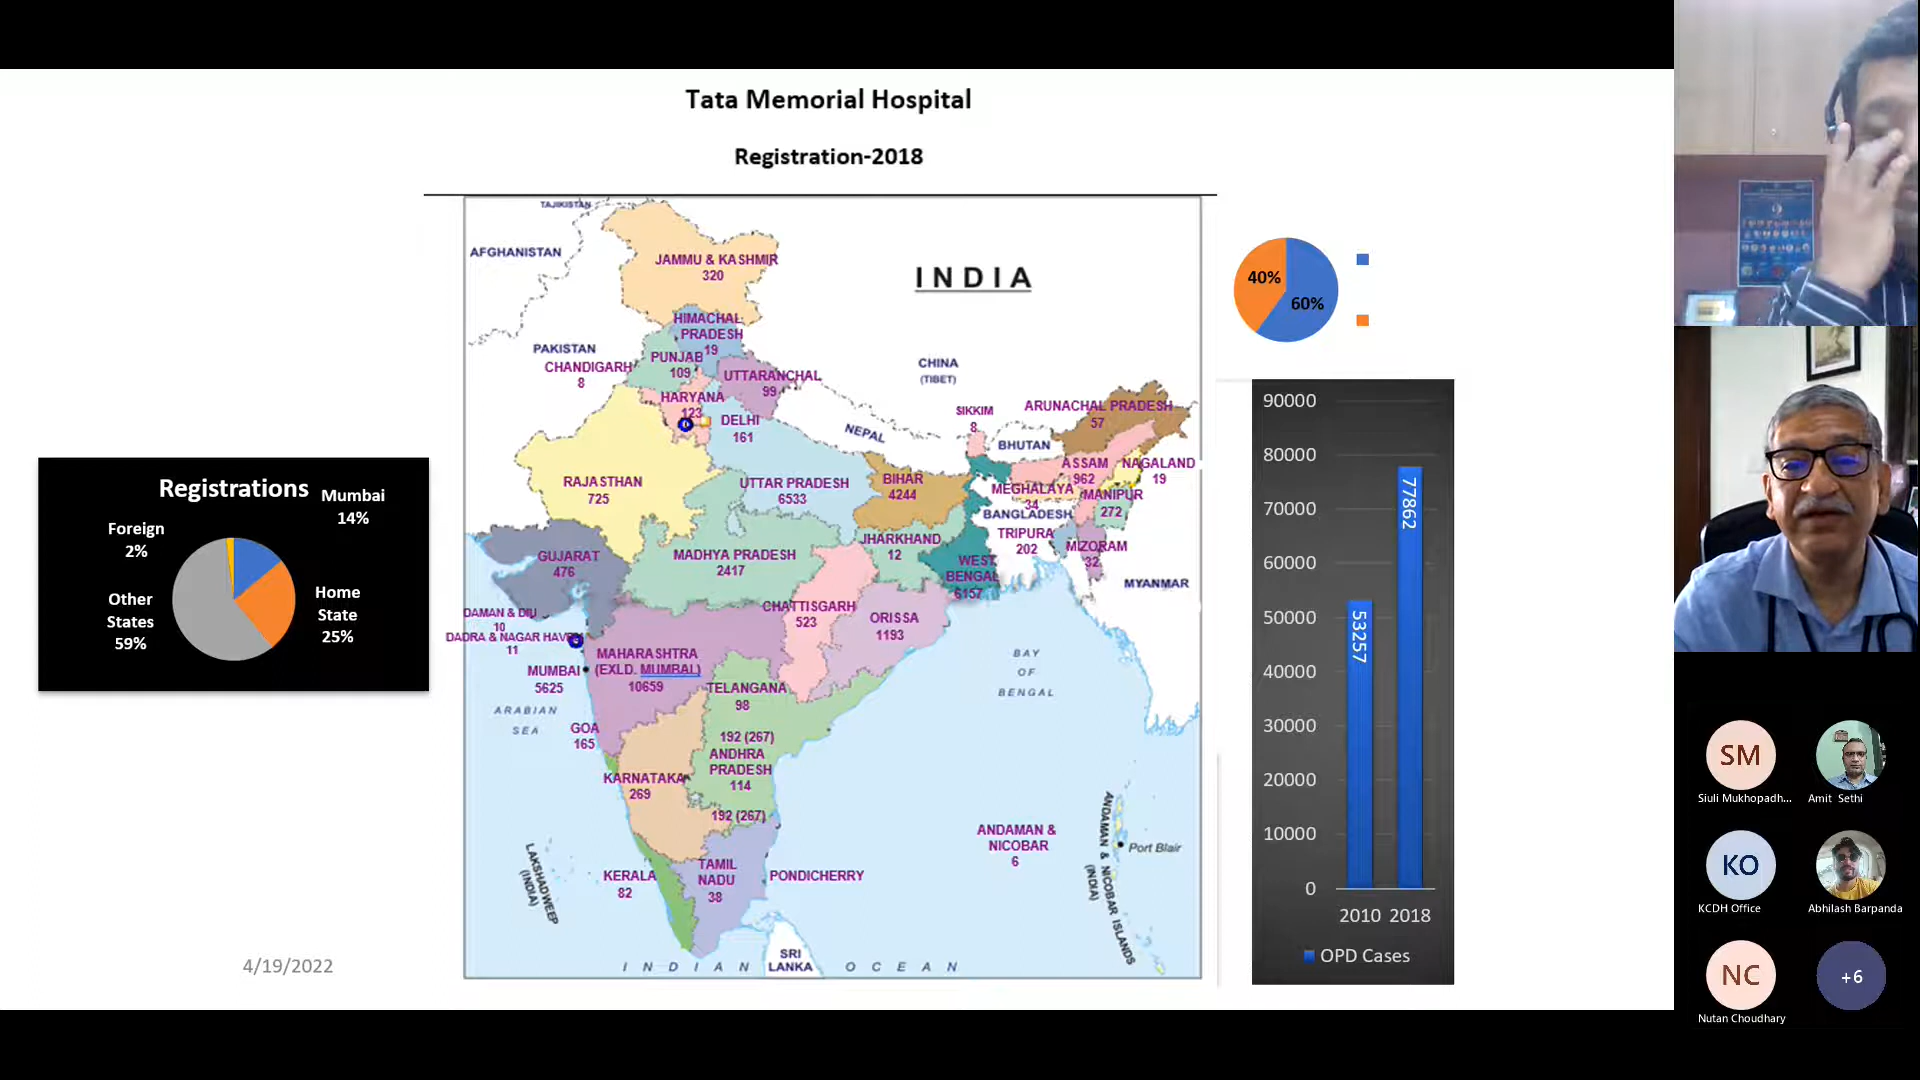 Tata Memorial Hospital
Registration-2018
TAJIKISTAN
AFGHANISTAN
JAMMU & KASHMIR
320
INDIA
HIMACHAL
PRADESH
19
PAKISTAN
CHANDIGARH
8
PUNJAB
109
UTTARANCHAL
99
CHINA
(TIBET)
HARYANA
123
DELHI
161
NEPAL
SIKKIM
8
BHUTAN
ARUNACHAL PRADESH
57
RAJASTHAN
725
UTTAR PRADESH
6533
BIHAR
4244
ASSAM
962
NAGALAND
19
MEGHALAYA
34
MANIPUR
272
BANGLADESH
TRIPURA
202
MIZORAM
32
MYANMAR
GUJARAT
476
MADHYA PRADESH
2417
JHARKHAND
12
WEST
BENGAL
6157
CHATTISGARH
523
ORISSA
1193
DAMAN & DIU
10
DADRA & NAGAR HAVE
11
MUMBAI
5625
MAHARASHTRA
(EXLD. MUMBAI)
10659
TELANGANA
98
ARABIAN
SEA
BAY
OF
BENGAL
GOA
165
192 (267)
ANDHRA
PRADESH
114
192 (267)
KARNATAKA
269
ANDAMAN &
NICOBAR
6
ANDAMAN & NICOBAR ISLANDS
(INDIA)
Port Blair
LAKSHADWEEP
(INDIA)
KERALA
82
TAMIL
NADU
38
PONDICHERRY
SRI
LANKA
INDIAN OCEAN
Registrations
Mumbai
14%
Foreign
2%
Other
States
59%
Home
State
25%
4/19/2022
40%
60%
90000
80000
70000
60000
50000
40000
30000
20000
10000
0
53257
77862
2010 2018
OPD Cases
SM
Siuli Mukhopadh...
Amit Sethi
KO
KCDH Office
Abhilash Barpanda
NC
Nutan Choudhary
+6